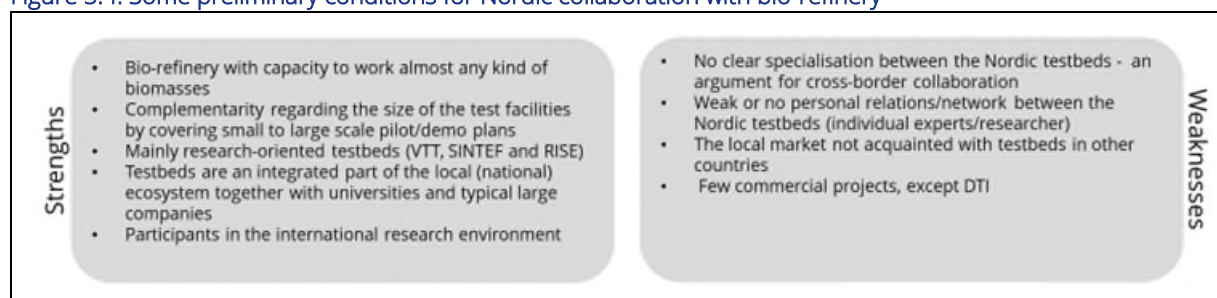 Figure 3.4. Some preliminary conditions for Nordic collaboration with bio-refinery
Strengths
• Bio-refinery with capacity to work almost any kind of
biomasses
• Complementarity regarding the size of the test facilities
by covering small to large scale pilot/demo plans
• Mainly research-oriented testbeds (VTT, SINTEF and RISE)
• Testbeds are an integrated part of the local (national)
ecosystem together with universities and typical large
companies
• Participants in the international research environment
• No clear specialisation between the Nordic testbeds - an
argument for cross-border collaboration
• Weak or no personal relations/network between the
Nordic testbeds (individual experts/researcher)
• The local market not acquainted with testbeds in other
countries
• Few commercial projects, except DTI
Weaknesses